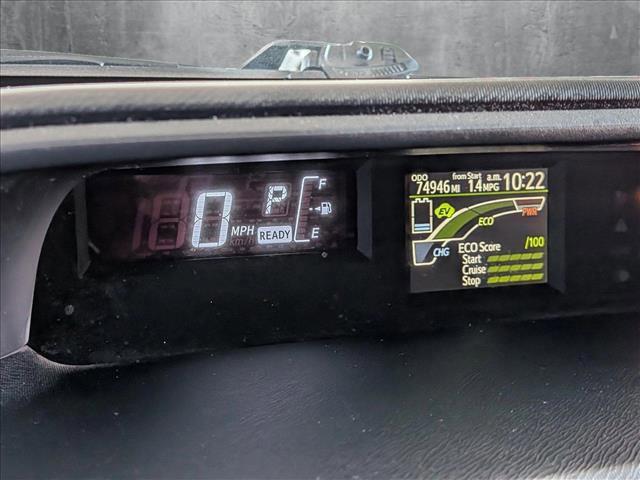 0 MPH
km/h
P
READY
F
E
ODO from Start a.m.
74946 MI 1.4 MPG 10:22
EV
ECO
PWR
CHG
ECO Score /100
Start
Cruise
Stop